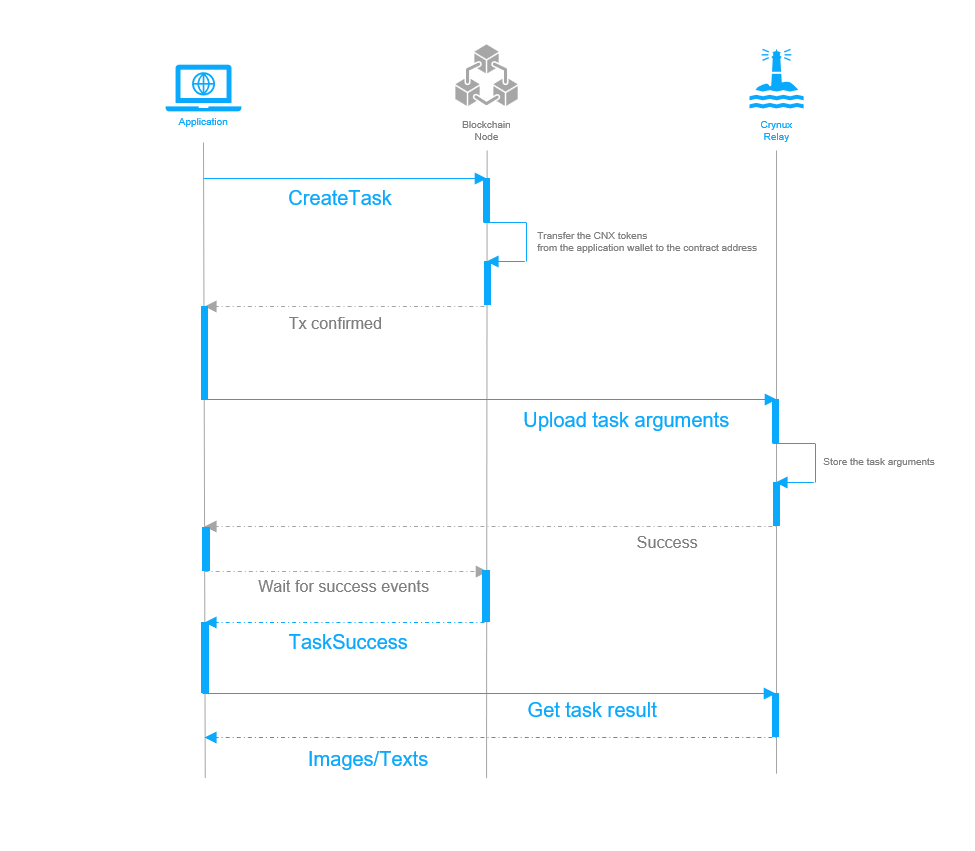 Application
Blockchain
Node
Crynux
Relay
CreateTask
Transfer the CNX tokens
from the application wallet to the contract address
Tx confirmed
Upload task arguments
Store the task arguments
Success
Wait for success events
TaskSuccess
Get task result
Images/Texts